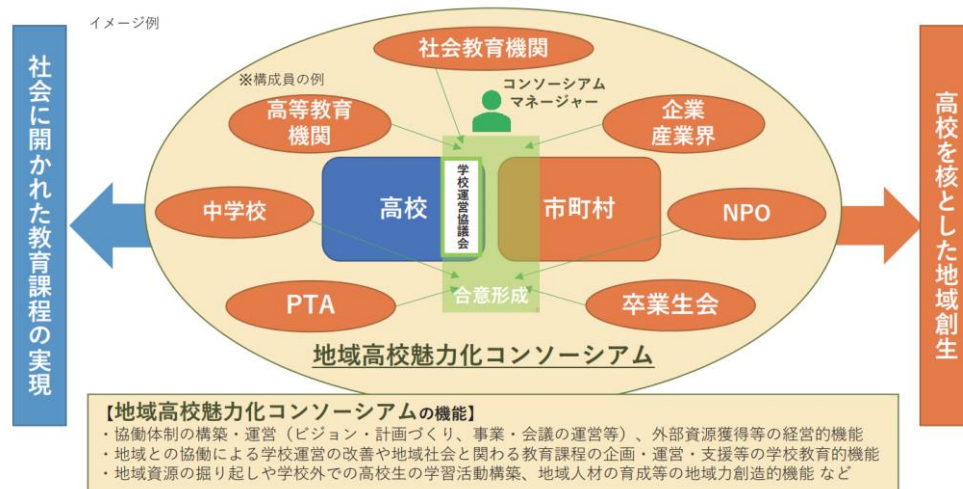 イメージ例
社会に開かれた教育課程の実現
社会教育機関
※構成員の例
コンソーシアム
マネージャー
高等教育
機関
企業
産業界
高校
学校運営協議会
市町村
中学校
NPO
PTA
合意形成
卒業生会
地域高校魅力化コンソーシアム
高校を核とした地域創生
【地域高校魅力化コンソーシアムの機能】
・協働体制の構築・運営（ビジョン・計画づくり、事業・会議の運営等）、外部資源獲得等の経営的機能
・地域との協働による学校運営の改善や地域社会と関わる教育課程の企画・運営・支援等の学校教育的機能
・地域資源の掘り起しや学校外での高校生の学習活動構築、地域人材の育成等の地域力創造的機能 など